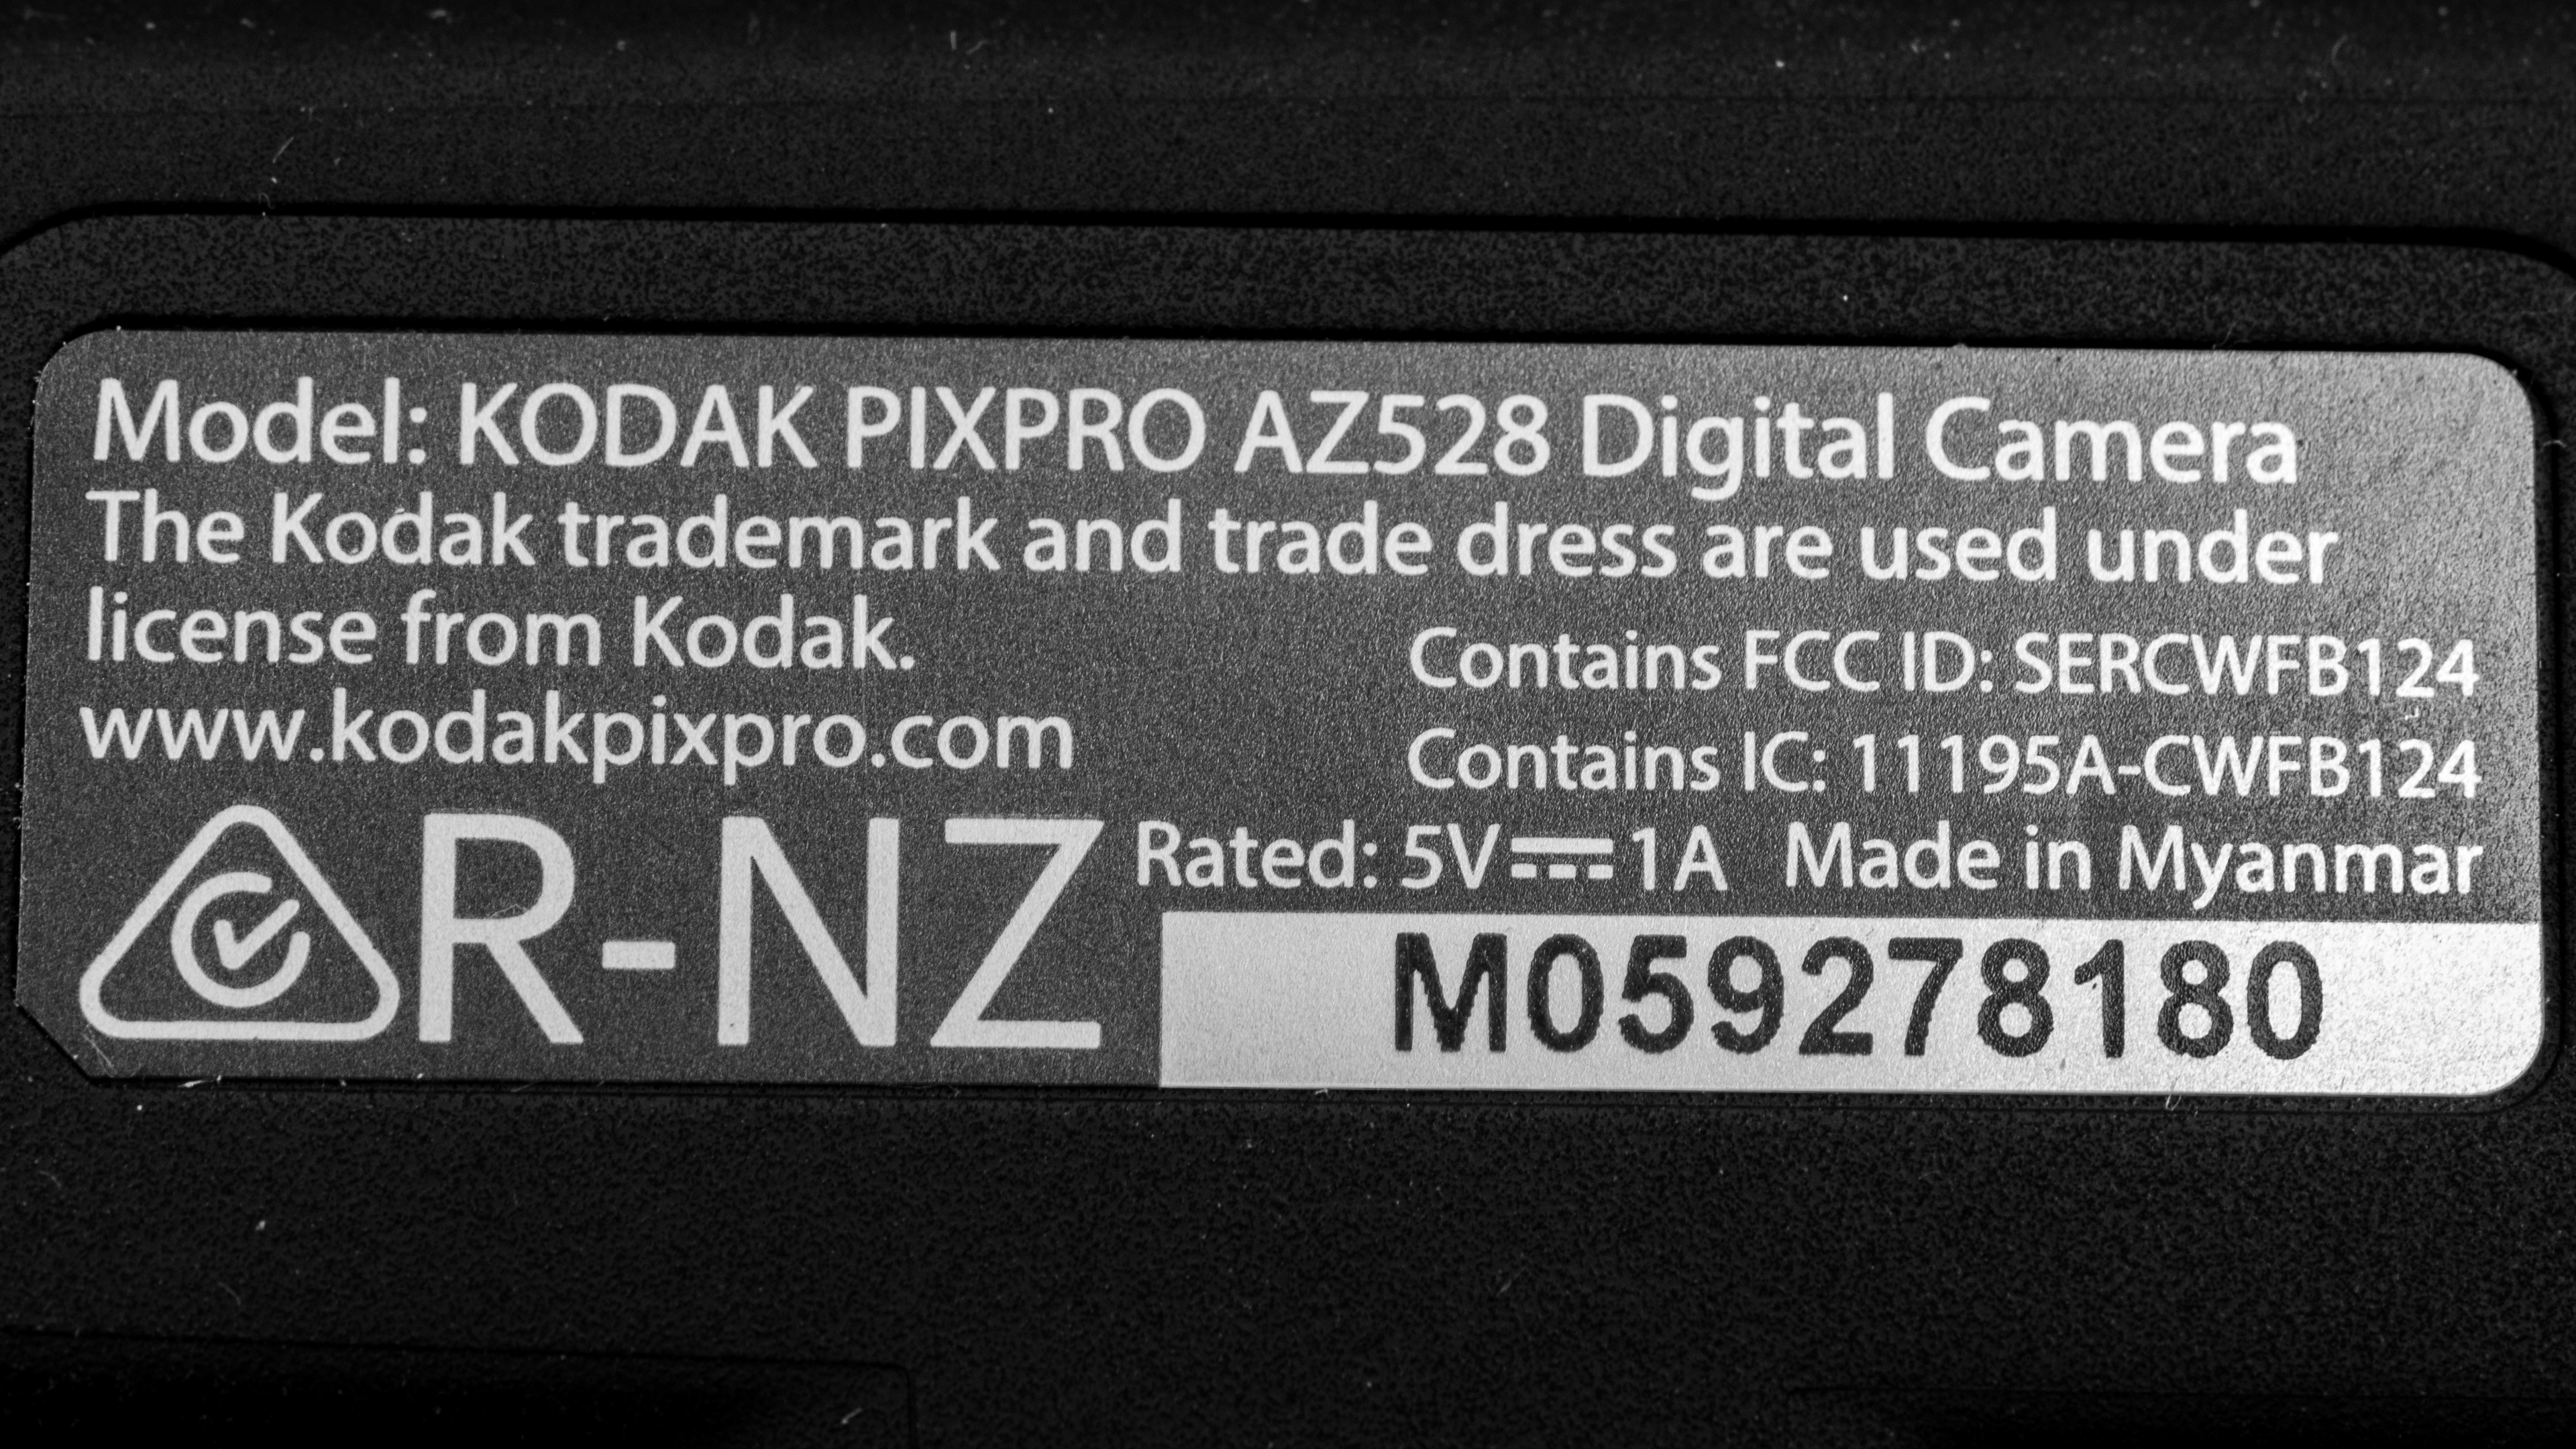 Model: KODAK PIXPRO AZ528 Digital Camera
The Kodak trademark and trade dress are used under
license from Kodak.
www.kodakpixpro.com
Contains FCC ID: SERCWFB124
Contains IC: 11195A-CWFB124
Rated: 5V⎓1A Made in Myanmar
R-NZ
M059278180